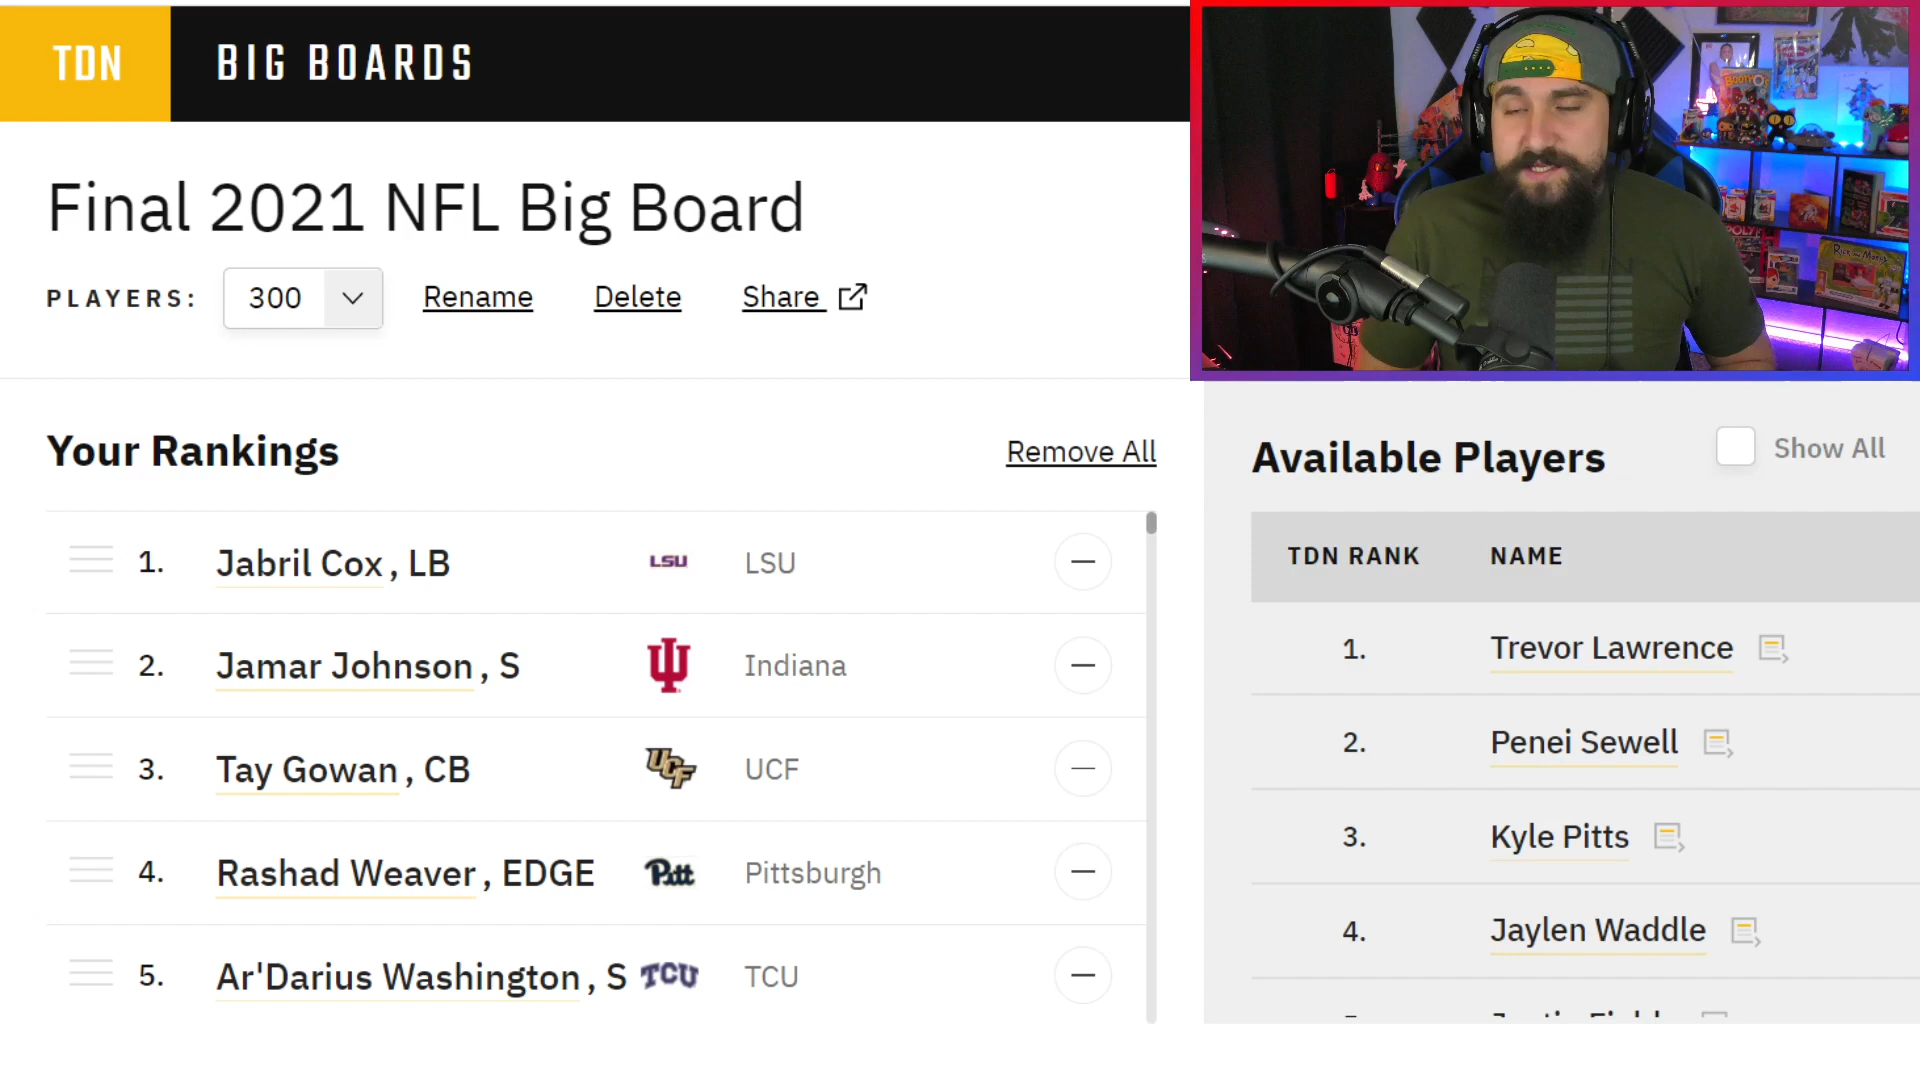 TDN BIG BOARDS
Final 2021 NFL Big Board
PLAYERS: 300 Rename Delete Share
Your Rankings Remove All
1. Jabril Cox, LB LSU LSU
2. Jamar Johnson, S Indiana
3. Tay Gowan, CB UCF UCF
4. Rashad Weaver, EDGE Pitt Pittsburgh
5. Ar'Darius Washington, S TCU TCU
Available Players Show All
TDN RANK NAME
1. Trevor Lawrence
2. Penei Sewell
3. Kyle Pitts
4. Jaylen Waddle
Rick and Morty